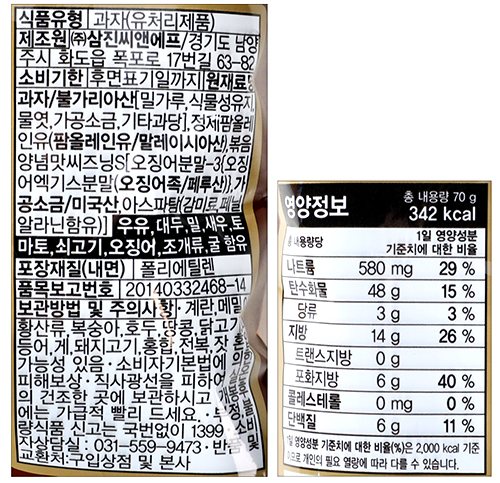 식품유형 과자(유처리제품)
제조원 ㈜삼진씨앤에프/경기도 남양
주시 화도읍 폭포로 17번길 63-82
소비기한 후면표기일까지 원재료명
과자/불가리아산[밀가루,식물성유지,
물엿,가공소금,기타과당],정제팜올레
인유(팜올레인유/말레이시아산),볶음
양념맛씨즈닝S[오징어분말-3(오징
어엑기스분말(오징어족/페루산)),가
공소금/미국산 아스파탐(감미료,페닐
알라닌함유)] 우유, 대두, 밀, 새우, 토
마토, 쇠고기, 오징어, 조개류, 굴 함유
포장재질(내면) 폴리에틸렌
품목보고번호 20140332468-14
보관방법 및 주의사항 · 계란, 메밀,
황산류, 복숭아, 호두, 땅콩, 닭고기
등어, 게, 돼지고기, 홍합, 전복, 잣 혼입
가능성 있음 · 소비자기본법에 의
피해보상 · 직사광선을 피하여
의 건조한 곳에 보관하시고
에는 가급적 빨리 드세요. · 부정
량식품 신고는 국번없이 1399 · 소비
자상담실 : 031-559-9473 · 반품 및
교환처:구입상점 및 본사
영양정보 총 내용량 70 g
342 kcal
총 내용량당 1일 영양성분
기준치에 대한 비율
나트륨 580 mg 29 %
탄수화물 48 g 15 %
당류 3 g 3 %
지방 14 g 26 %
트랜스지방 0 g
포화지방 6 g 40 %
콜레스테롤 0 mg 0 %
단백질 6 g 11 %
1일 영양성분 기준치에 대한 비율(%)은 2,000 kcal 기준
이므로 개인의 필요 열량에 따라 다를 수 있습니다.